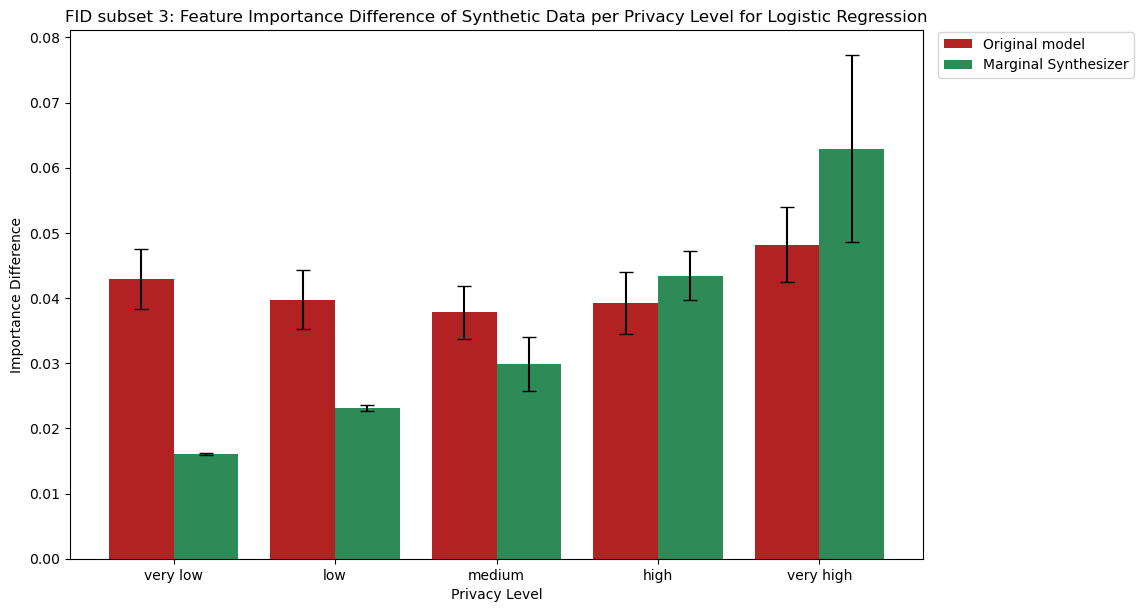 FID subset 3: Feature Importance Difference of Synthetic Data per Privacy Level for Logistic Regression
Original model
Marginal Synthesizer
Importance Difference
0.08
0.07
0.06
0.05
0.04
0.03
0.02
0.01
0.00
very low
low
medium
high
very high
Privacy Level